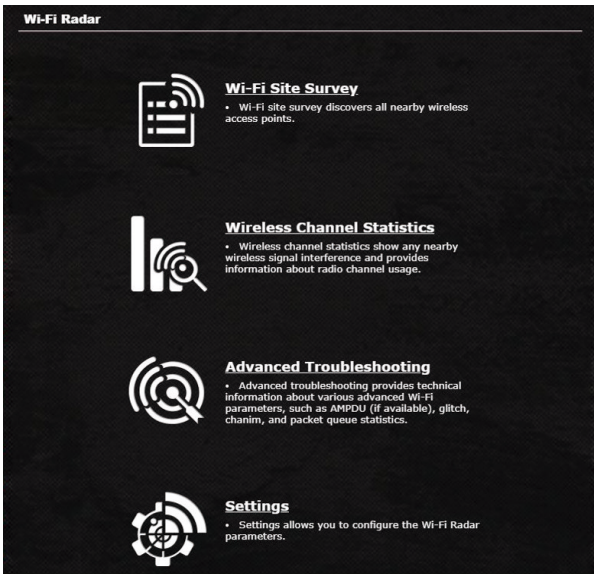 Wi-Fi Radar
Wi-Fi Site Survey
• Wi-Fi site survey discovers all nearby wireless
access points.
Wireless Channel Statistics
• Wireless channel statistics show any nearby
wireless signal interference and provides
information about radio channel usage.
Advanced Troubleshooting
• Advanced troubleshooting provides technical
information about various advanced Wi-Fi
parameters, such as AMPDU (if available), glitch,
chanim, and packet queue statistics.
Settings
• Settings allows you to configure the Wi-Fi Radar
parameters.